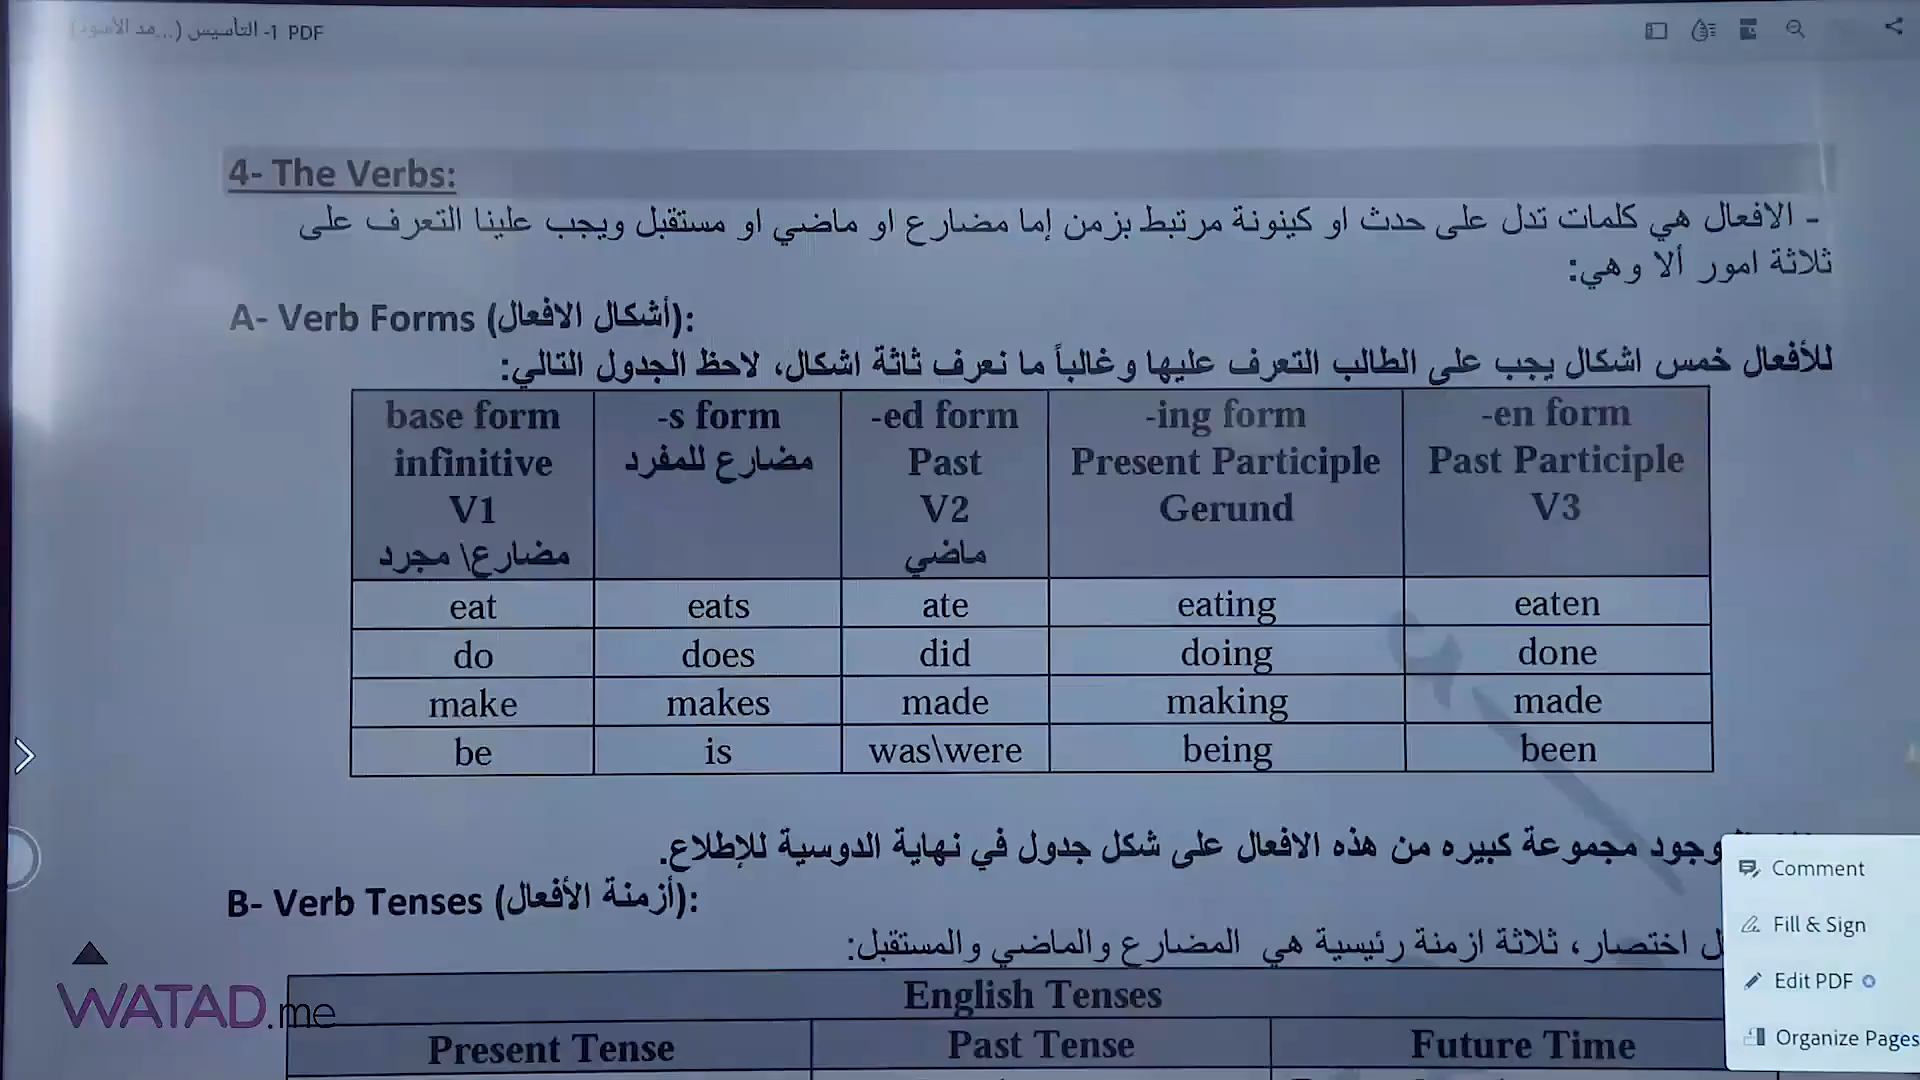 1- التأسيس (...مد الأسود) PDF
4- The Verbs:
- الافعال هي كلمات تدل على حدث او كينونة مرتبط بزمن إما مضارع او ماضي او مستقبل ويجب علينا التعرف على
ثلاثة امور ألا وهي:
A- Verb Forms (أشكال الافعال):
للأفعال خمس اشكال يجب على الطالب التعرف عليها وغالباً ما نعرف ثاثة اشكال، لاحظ الجدول التالي:
base form infinitive V1 مضارع\ مجرد | -s form مضارع للمفرد | -ed form Past V2 ماضي | -ing form Present Participle Gerund | -en form Past Participle V3
eat | eats | ate | eating | eaten
do | does | did | doing | done
make | makes | made | making | made
be | is | was\were | being | been
وجود مجموعة كبيره من هذه الافعال على شكل جدول في نهاية الدوسية للإطلاع.
B- Verb Tenses (أزمنة الأفعال):
اختصار، ثلاثة ازمنة رئيسية هي المضارع والماضي والمستقبل:
English Tenses
Present Tense | Past Tense | Future Time
Comment
Fill & Sign
Edit PDF
Organize Pages
WATAD.me